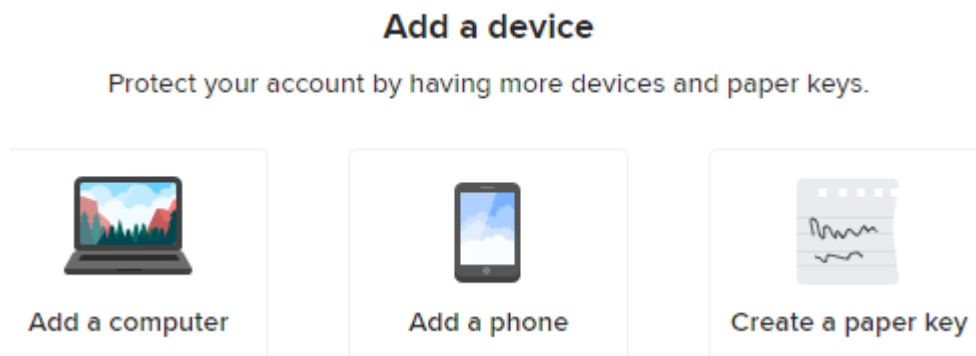 Add a device
Protect your account by having more devices and paper keys.
Add a computer
Add a phone
Create a paper key